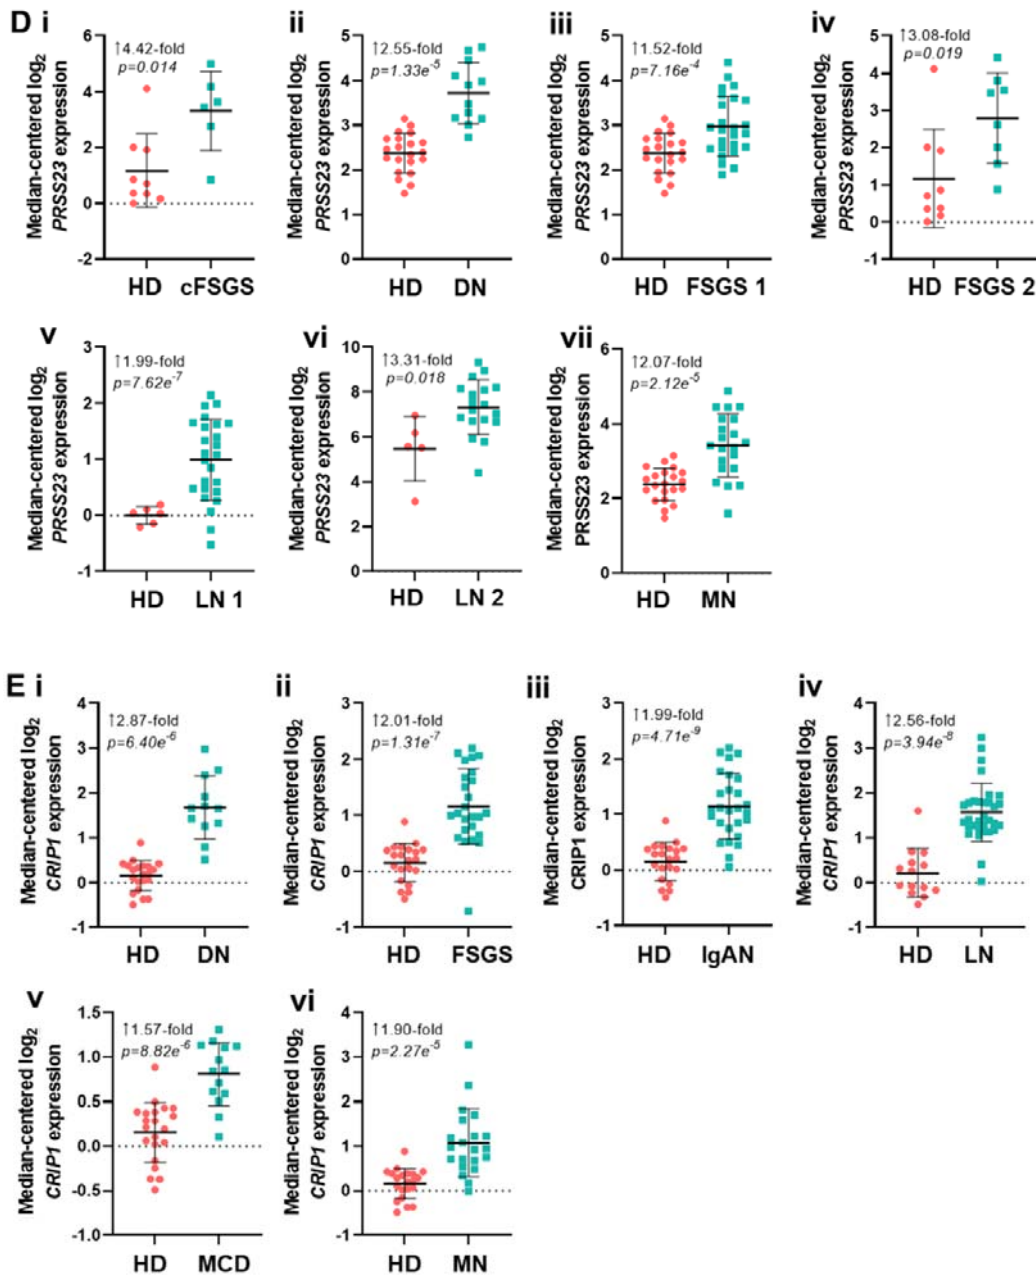 D i
↑4.42-fold
p=0.014
Median-centered log2
PRSS23 expression
6
4
2
0
-2
HD cFSGS
ii
↑2.55-fold
p=1.33e-5
Median-centered log2
PRSS23 expression
5
4
3
2
1
0
HD DN
iii
↑1.52-fold
p=7.16e-4
Median-centered log2
PRSS23 expression
5
4
3
2
1
0
HD FSGS 1
iv
↑3.08-fold
p=0.019
Median-centered log2
PRSS23 expression
5
4
3
2
1
0
-1
HD FSGS 2
v
↑1.99-fold
p=7.62e-7
Median-centered log2
PRSS23 expression
3
2
1
0
-1
HD LN 1
vi
↑3.31-fold
p=0.018
Median-centered log2
PRSS23 expression
10
8
6
4
2
0
HD LN 2
vii
↑2.07-fold
p=2.12e-5
Median-centered log2
PRSS23 expression
6
4
2
0
HD MN
E i
↑2.87-fold
p=6.40e-6
Median-centered log2
CRIP1 expression
4
3
2
1
0
-1
HD DN
ii
↑2.01-fold
p=1.31e-7
Median-centered log2
CRIP1 expression
3
2
1
0
-1
HD FSGS
iii
↑1.99-fold
p=4.71e-9
Median-centered log2
CRIP1 expression
3
2
1
0
-1
HD IgAN
iv
↑2.56-fold
p=3.94e-8
Median-centered log2
CRIP1 expression
4
3
2
1
0
-1
HD LN
v
↑1.57-fold
p=8.82e-6
Median-centered log2
CRIP1 expression
1.5
1.0
0.5
0.0
-0.5
-1.0
HD MCD
vi
↑1.90-fold
p=2.27e-5
Median-centered log2
CRIP1 expression
4
3
2
1
0
-1
HD MN